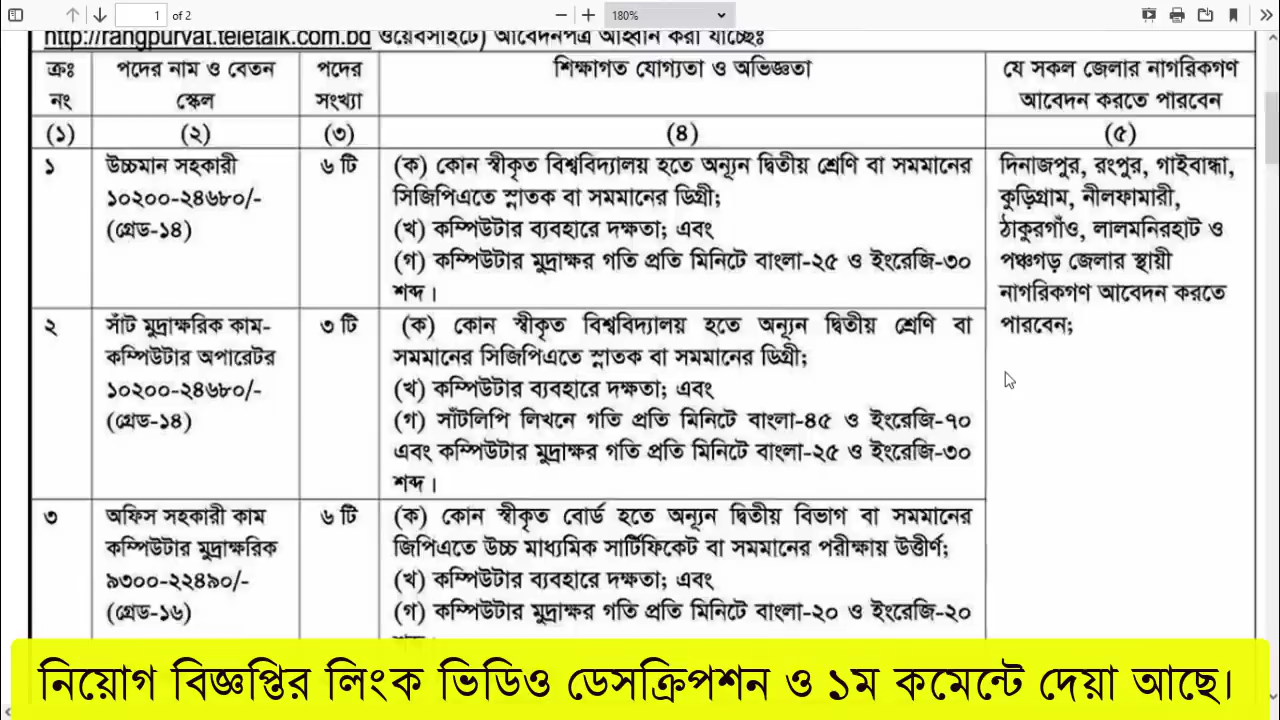 1 of 2 180%
http://rangpurvat.teletalk.com.bd ওয়েবসাইটে) আবেদনপত্র আহ্বান করা যাচ্ছেঃ
ক্রঃ নং
পদের নাম ও বেতন স্কেল
পদের সংখ্যা
শিক্ষাগত যোগ্যতা ও অভিজ্ঞতা
যে সকল জেলার নাগরিকগণ
আবেদন করতে পারবেন
(১) (২) (৩) (৪) (৫)
১
উচ্চমান সহকারী
১০২০০-২৪৬৮০/-
(গ্রেড-১৪)
৬ টি
(ক) কোন স্বীকৃত বিশ্ববিদ্যালয় হতে অন্যূন দ্বিতীয় শ্রেণি বা সমমানের
সিজিপিএতে স্নাতক বা সমমানের ডিগ্রী;
(খ) কম্পিউটার ব্যবহারে দক্ষতা; এবং
(গ) কম্পিউটার মুদ্রাক্ষর গতি প্রতি মিনিটে বাংলা-২৫ ও ইংরেজি-৩০
শব্দ।
দিনাজপুর, রংপুর, গাইবান্ধা,
কুড়িগ্রাম, নীলফামারী,
ঠাকুরগাঁও, লালমনিরহাট ও
পঞ্চগড় জেলার স্থায়ী
নাগরিকগণ আবেদন করতে
পারবেন;
২
সাঁট মুদ্রাক্ষরিক কাম-
কম্পিউটার অপারেটর
১০২০০-২৪৬৮০/-
(গ্রেড-১৪)
৩ টি
(ক) কোন স্বীকৃত বিশ্ববিদ্যালয় হতে অন্যূন দ্বিতীয় শ্রেণি বা
সমমানের সিজিপিএতে স্নাতক বা সমমানের ডিগ্রী;
(খ) কম্পিউটার ব্যবহারে দক্ষতা; এবং
(গ) সাঁটলিপি লিখনে গতি প্রতি মিনিটে বাংলা-৪৫ ও ইংরেজি-৭০
এবং কম্পিউটার মুদ্রাক্ষর গতি প্রতি মিনিটে বাংলা-২৫ ও ইংরেজি-৩০
শব্দ।
৩
অফিস সহকারী কাম
কম্পিউটার মুদ্রাক্ষরিক
৯৩০০-২২৪৯০/-
(গ্রেড-১৬)
৬ টি
(ক) কোন স্বীকৃত বোর্ড হতে অন্যূন দ্বিতীয় বিভাগ বা সমমানের
জিপিএতে উচ্চ মাধ্যমিক সার্টিফিকেট বা সমমানের পরীক্ষায় উত্তীর্ণ;
(খ) কম্পিউটার ব্যবহারে দক্ষতা; এবং
(গ) কম্পিউটার মুদ্রাক্ষর গতি প্রতি মিনিটে বাংলা-২০ ও ইংরেজি-২০
নিয়োগ বিজ্ঞপ্তির লিংক ভিডিও ডেসক্রিপশন ও ১ম কমেন্টে দেয়া আছে।